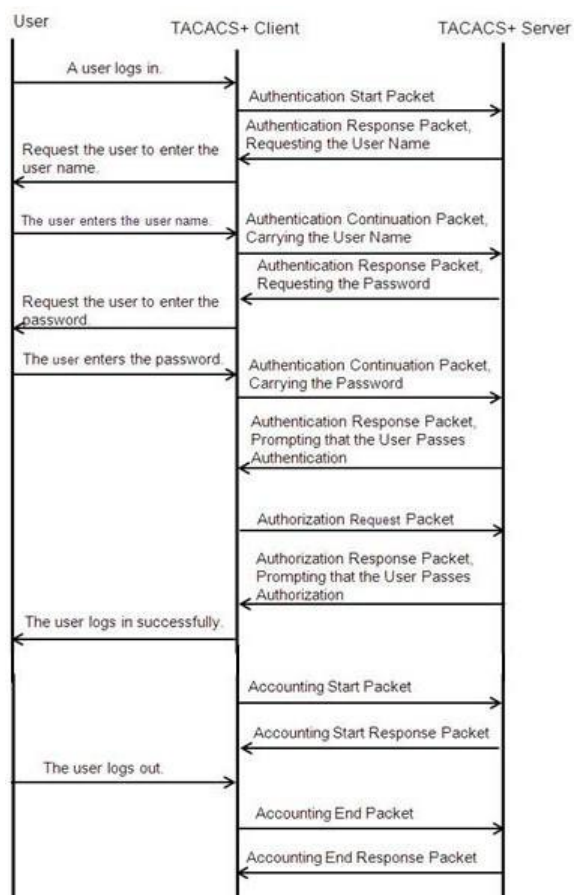 User
TACACS+ Client
TACACS+ Server
A user logs in.
Authentication Start Packet
Authentication Response Packet,
Requesting the User Name
Request the user to enter the
user name.
The user enters the user name.
Authentication Continuation Packet,
Carrying the User Name
Authentication Response Packet,
Requesting the Password
Request the user to enter the
password.
The user enters the password.
Authentication Continuation Packet,
Carrying the Password
Authentication Response Packet,
Prompting that the User Passes
Authentication
Authorization Request Packet
Authorization Response Packet,
Prompting that the User Passes
Authorization
The user logs in successfully.
Accounting Start Packet
Accounting Start Response Packet
The user logs out.
Accounting End Packet
Accounting End Response Packet